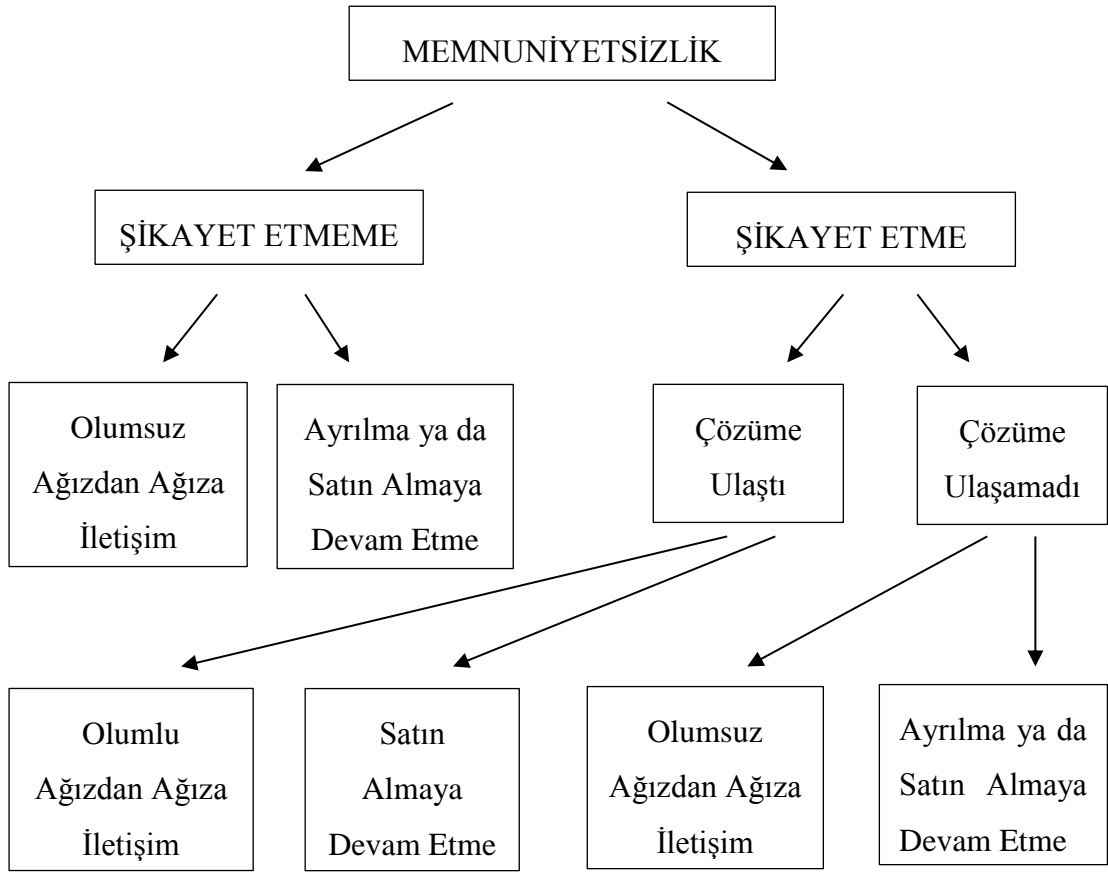 MEMNUNİYETSİZLİK
ŞİKAYET ETMEME
ŞİKAYET ETME
Olumsuz
Ağızdan Ağıza
İletişim
Ayrılma ya da
Satın Almaya
Devam Etme
Çözüme
Ulaştı
Çözüme
Ulaşamadı
Olumlu
Ağızdan Ağıza
İletişim
Satın
Almaya
Devam Etme
Olumsuz
Ağızdan Ağıza
İletişim
Ayrılma ya da
Satın Almaya
Devam Etme